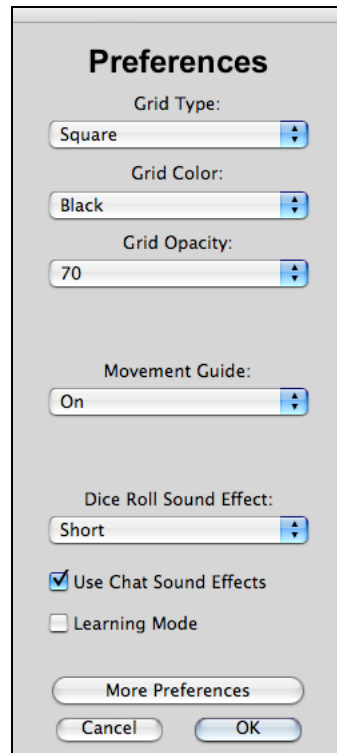 Preferences
Grid Type:
Square
Grid Color:
Black
Grid Opacity:
70
Movement Guide:
On
Dice Roll Sound Effect:
Short
Use Chat Sound Effects
Learning Mode
More Preferences
Cancel OK